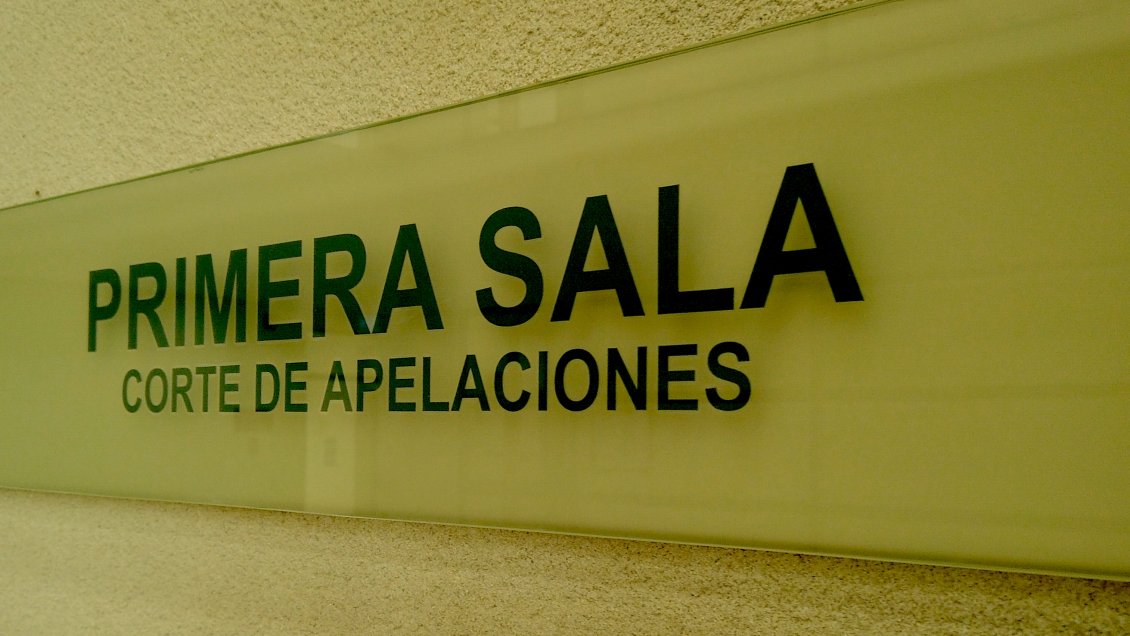 PRIMERA SALA
CORTE DE APELACIONES